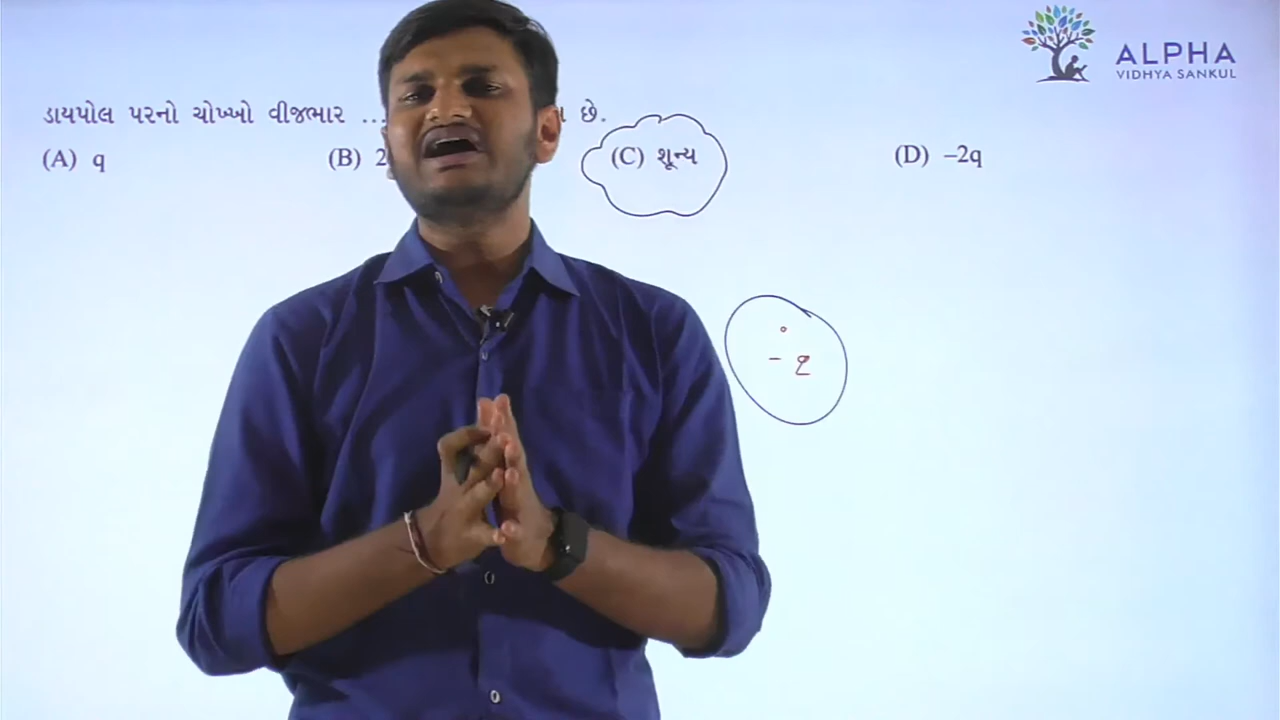 ALPHA
VIDHYA SANKUL
ડાયપોલ પરનો ચોખ્ખો વીજભાર ... છે.
(A) q (B) 2 (C) શૂન્ય (D) –2q
- q